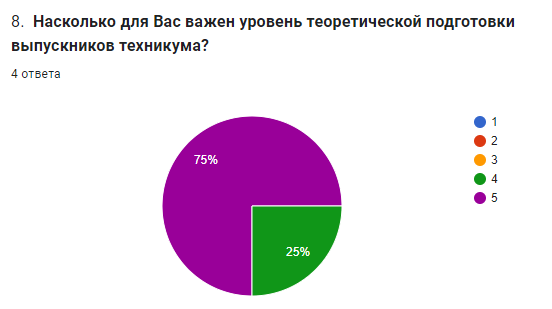 8. Насколько для Вас важен уровень теоретической подготовки
выпускников техникума?
4 ответа
75%
25%
1
2
3
4
5